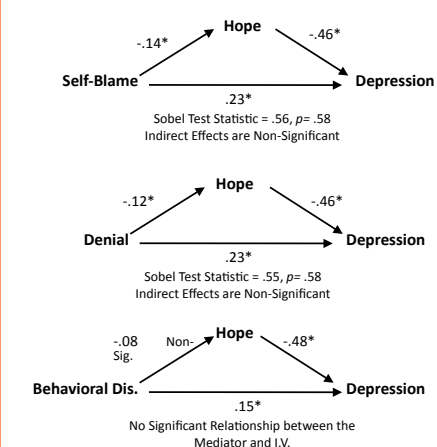 Hope
-.14*
-.46*
Self-Blame
Depression
.23*
Sobel Test Statistic = .56, p= .58
Indirect Effects are Non-Significant
Hope
-.12*
-.46*
Denial
Depression
.23*
Sobel Test Statistic = .55, p= .58
Indirect Effects are Non-Significant
Hope
-.08 Non-
Sig.
-.48*
Behavioral Dis.
Depression
.15*
No Significant Relationship between the
Mediator and I.V.